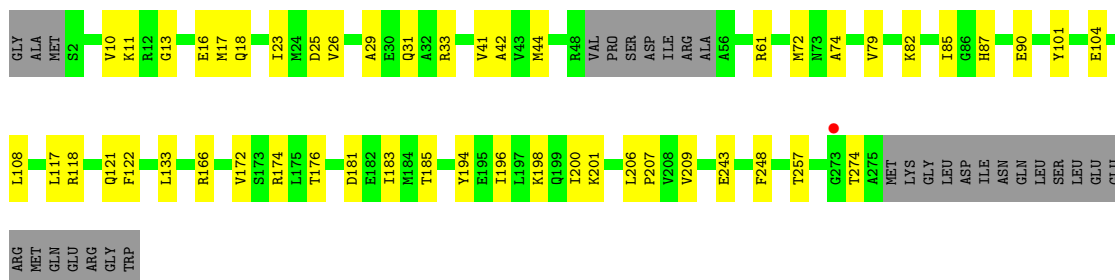 GLY ALA MET S2 V10 K11 R12 G13 E16 M17 Q18 I23 M24 D25 V26 A29 E30 Q31 A32 R33 V41 A42 V43 M44 R48 VAL PRO SER ASP ILE ARG ALA A56 R61 M72 N73 A74 V79 K82 I85 G86 H87 E90 Y101 E104
L108 L117 R118 Q121 F122 L133 R166 V172 S173 R174 L175 T176 D181 E182 I183 M184 T185 Y194 E195 I196 L197 K198 Q199 I200 K201 L206 P207 V208 V209 E243 F248 T257 G273 T274 A275 MET LYS GLY LEU ASP ILE ASN GLN LEU SER LEU LEU GLU GLU
ARG MET GLN GLU ARG GLY TRP